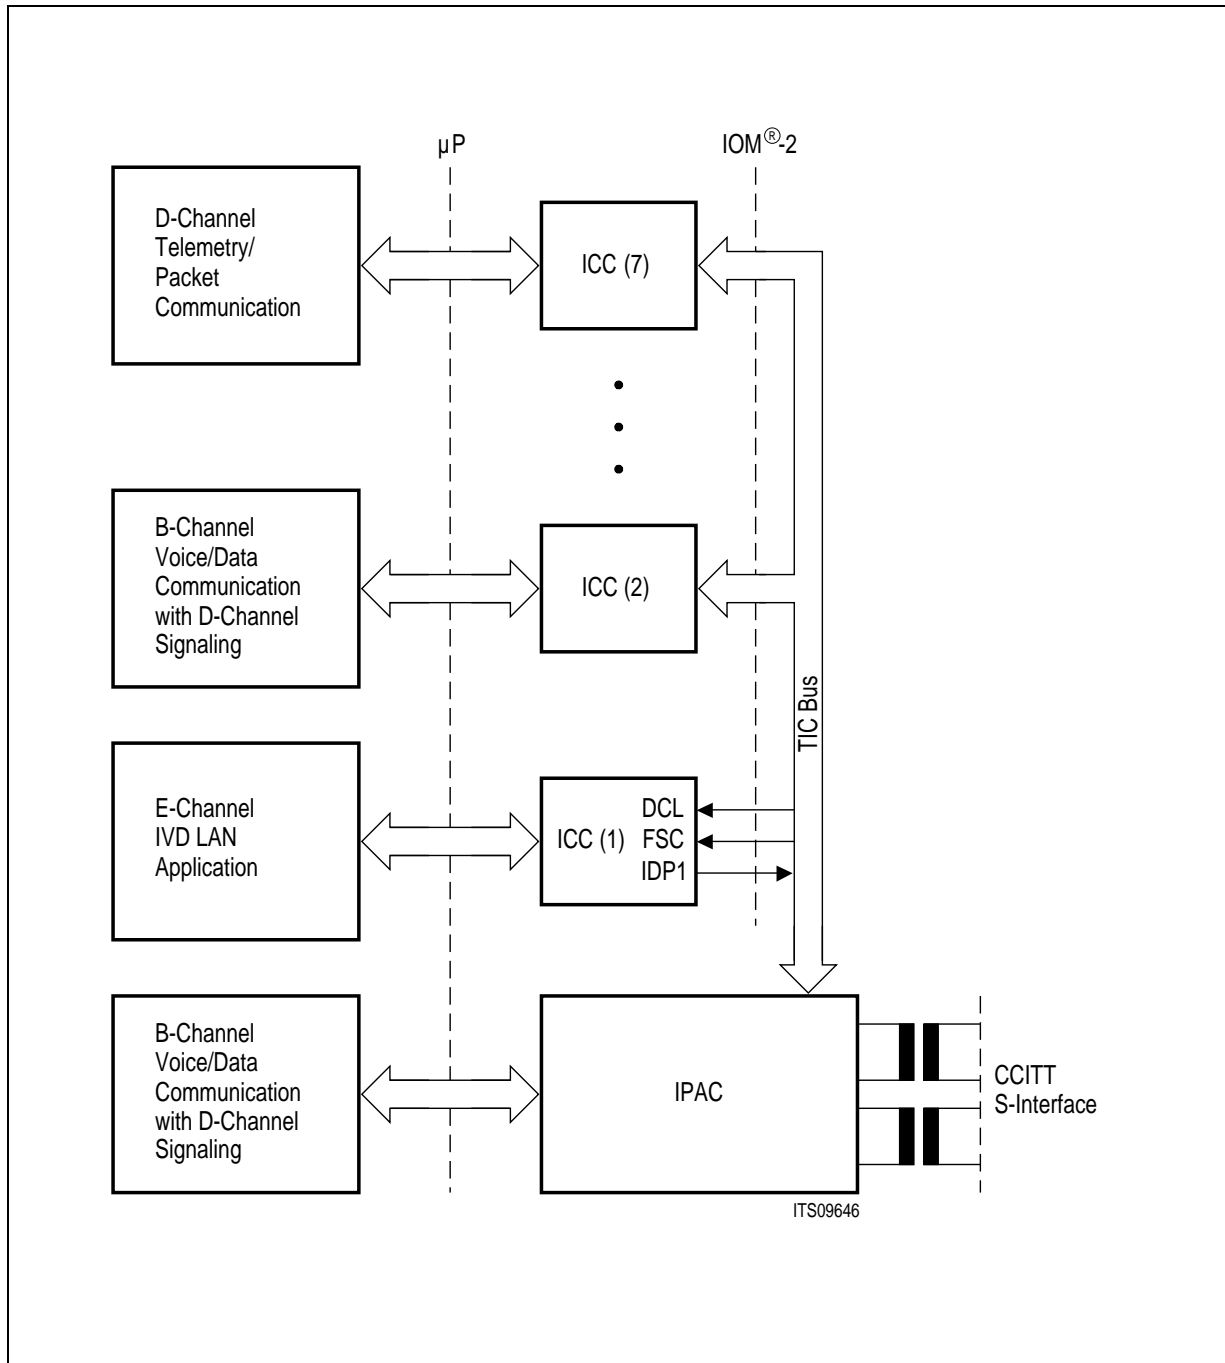 µP
IOM®-2
D-Channel
Telemetry/
Packet
Communication
ICC (7)
B-Channel
Voice/Data
Communication
with D-Channel
Signaling
ICC (2)
TIC Bus
E-Channel
IVD LAN
Application
ICC (1)
DCL
FSC
IDP1
B-Channel
Voice/Data
Communication
with D-Channel
Signaling
IPAC
CCITT
S-Interface
ITS09646